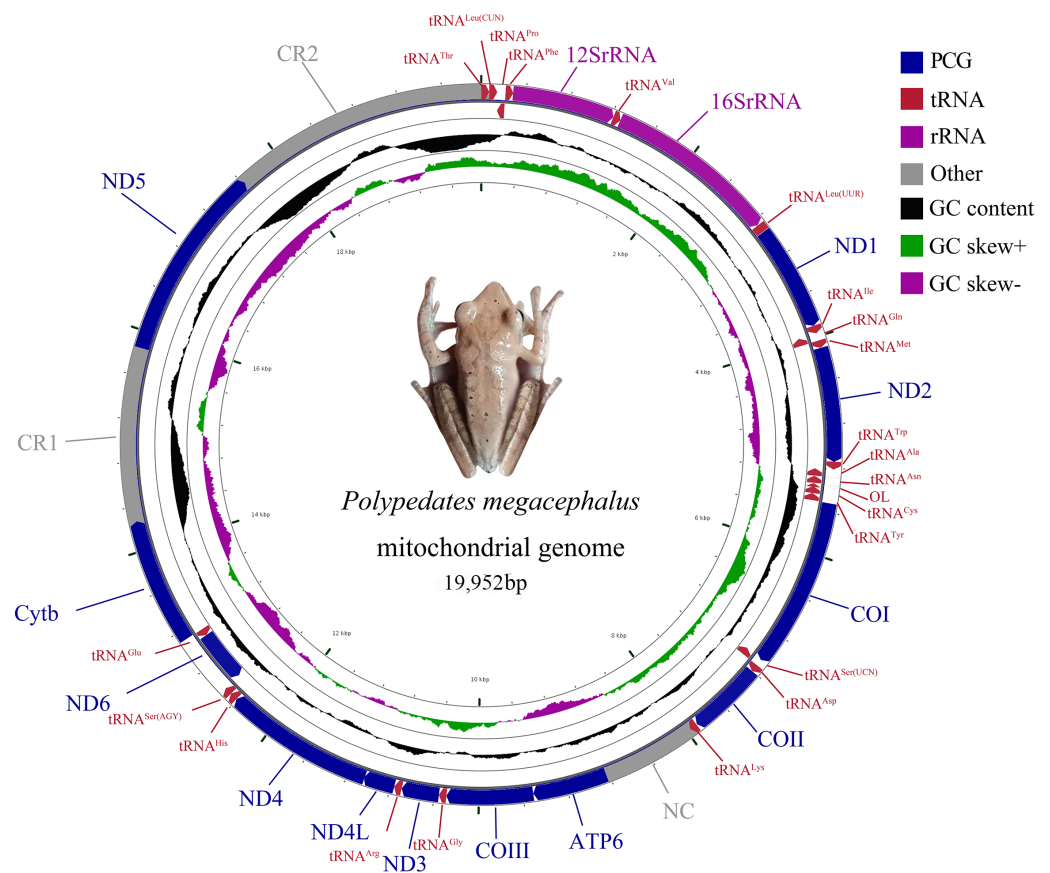 tRNALeu(CUN)
tRNAPro
tRNAThr
tRNAPhe
12SrRNA
tRNAVal
16SrRNA
CR2
PCG
tRNA
rRNA
Other
GC content
GC skew+
GC skew-
ND5
tRNALeu(UUR)
ND1
18 kbp
2 kbp
tRNAIle
tRNAGln
tRNAMet
16 kbp
4 kbp
ND2
CR1
tRNATrp
tRNAAla
tRNAAsn
OL
tRNACys
tRNATyr
Polypedates megacephalus
mitochondrial genome
19,952bp
14 kbp
6 kbp
Cytb
COI
12 kbp
8 kbp
tRNAGlu
tRNASer(UCN)
ND6
tRNAAsp
10 kbp
tRNASer(AGY)
tRNAHis
COII
tRNALys
ND4
NC
ND4L
tRNAArg
ND3
tRNAGly
COIII
ATP6